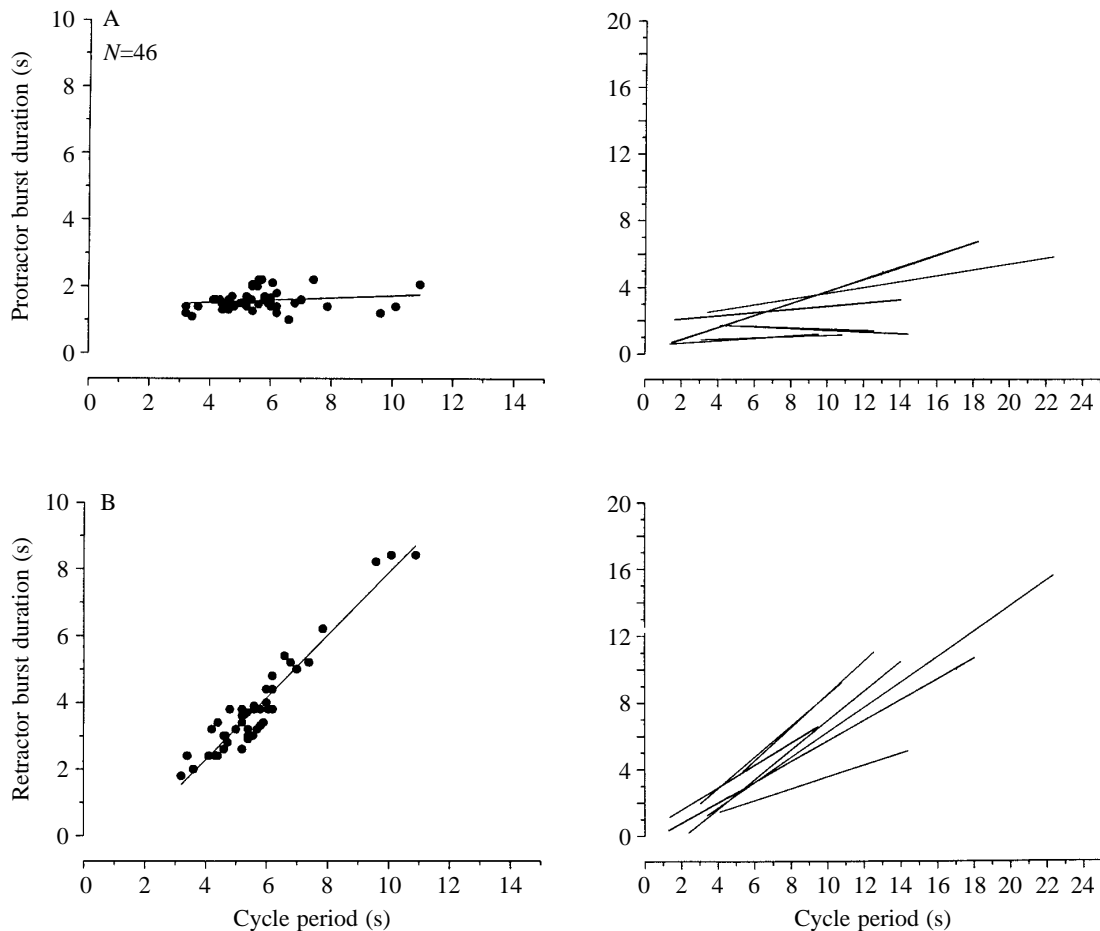 A
N=46
Protractor burst duration (s)
10
8
6
4
2
0
0 2 4 6 8 10 12 14
20
16
12
8
4
0
0 2 4 6 8 10 12 14 16 18 20 22 24
B
Retractor burst duration (s)
10
8
6
4
2
0
0 2 4 6 8 10 12 14
Cycle period (s)
20
16
12
8
4
0
0 2 4 6 8 10 12 14 16 18 20 22 24
Cycle period (s)